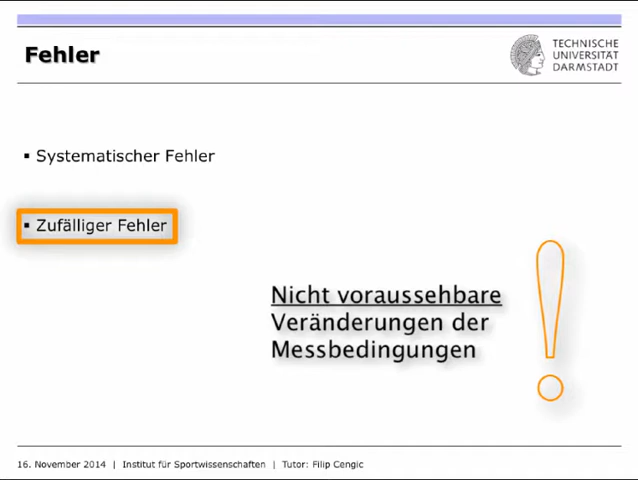 Fehler
TECHNISCHE
UNIVERSITÄT
DARMSTADT
▪ Systematischer Fehler
▪ Zufälliger Fehler
Nicht voraussehbare
Veränderungen der
Messbedingungen
!
16. November 2014 | Institut für Sportwissenschaften | Tutor: Filip Cengic